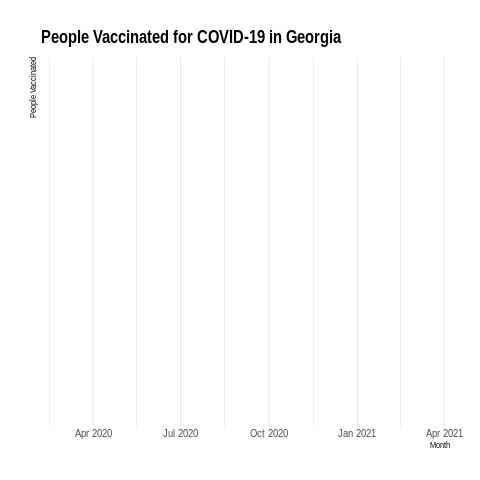 People Vaccinated for COVID-19 in Georgia
People Vaccinated
Apr 2020
Jul 2020
Oct 2020
Jan 2021
Apr 2021
Month